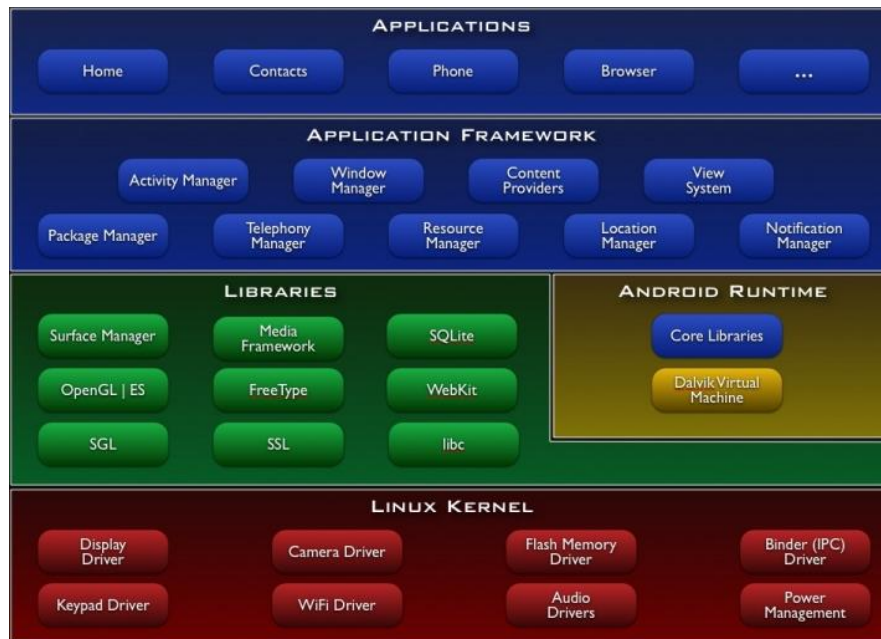 APPLICATIONS
Home
Contacts
Phone
Browser
...
APPLICATION FRAMEWORK
Activity Manager
Window
Manager
Content
Providers
View
System
Package Manager
Telephony
Manager
Resource
Manager
Location
Manager
Notification
Manager
LIBRARIES
Surface Manager
Media
Framework
SQLite
OpenGL | ES
FreeType
WebKit
SGL
SSL
libc
ANDROID RUNTIME
Core Libraries
Dalvik Virtual
Machine
LINUX KERNEL
Display
Driver
Camera Driver
Flash Memory
Driver
Binder (IPC)
Driver
Keypad Driver
WiFi Driver
Audio
Drivers
Power
Management